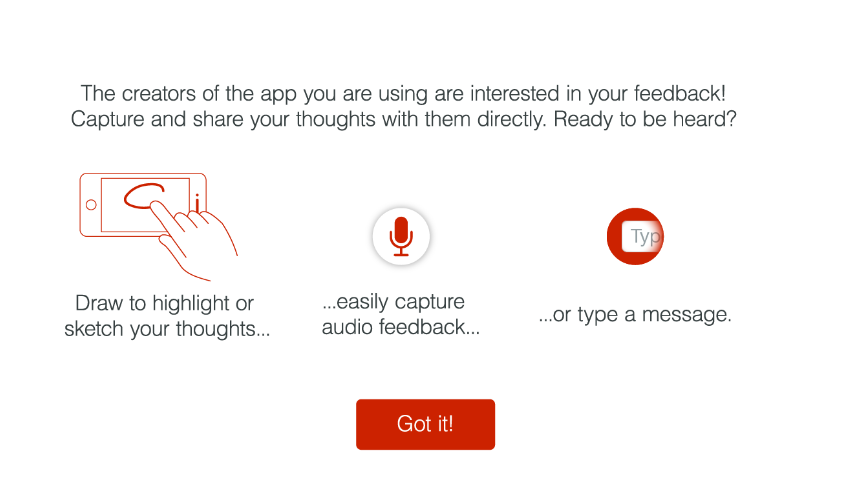 The creators of the app you are using are interested in your feedback!
Capture and share your thoughts with them directly. Ready to be heard?
i
Typ
Draw to highlight or
sketch your thoughts...
...easily capture
audio feedback...
...or type a message.
Got it!